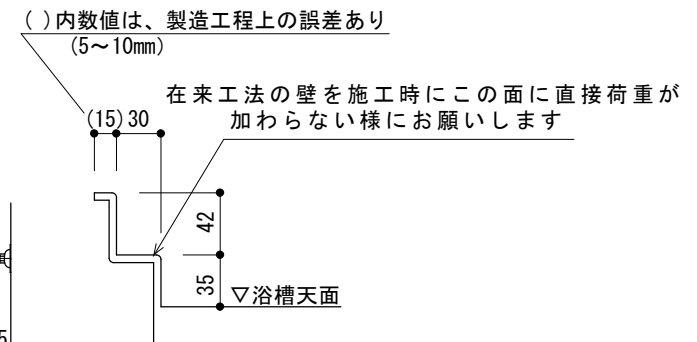 ( )内数値は、製造工程上の誤差あり
(5～10mm)
在来工法の壁を施工時にこの面に直接荷重が
加わらない様にお願いします
(15) 30
42
35
▽浴槽天面
5